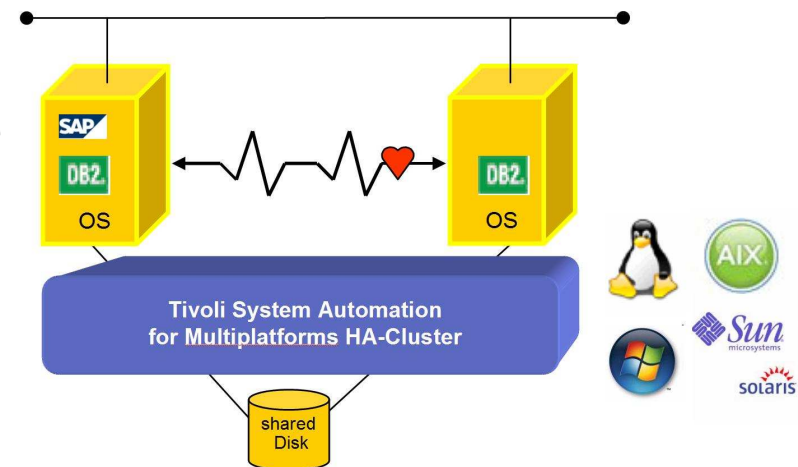 SAP
DB2.
OS
DB2.
OS
Tivoli System Automation
for Multiplatforms HA-Cluster
shared
Disk
AIX
Sun
microsystems
solaris